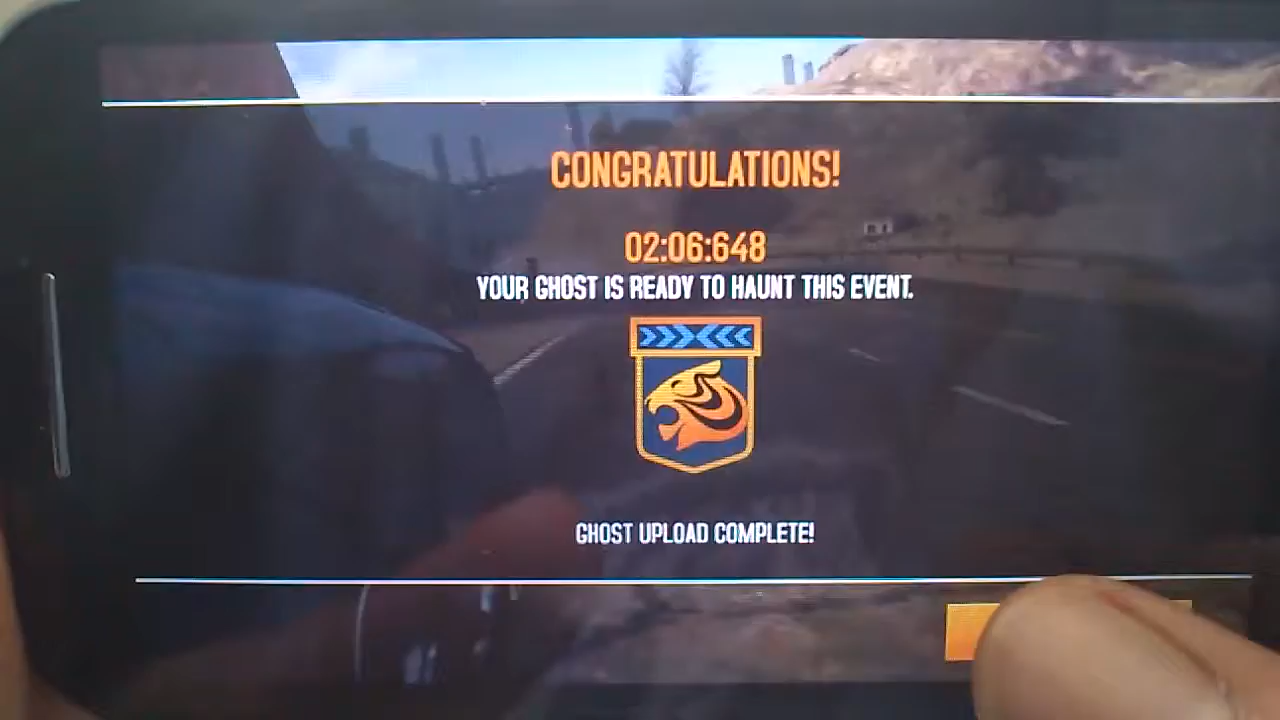 CONGRATULATIONS!
02:06:648
YOUR GHOST IS READY TO HAUNT THIS EVENT.
GHOST UPLOAD COMPLETE!